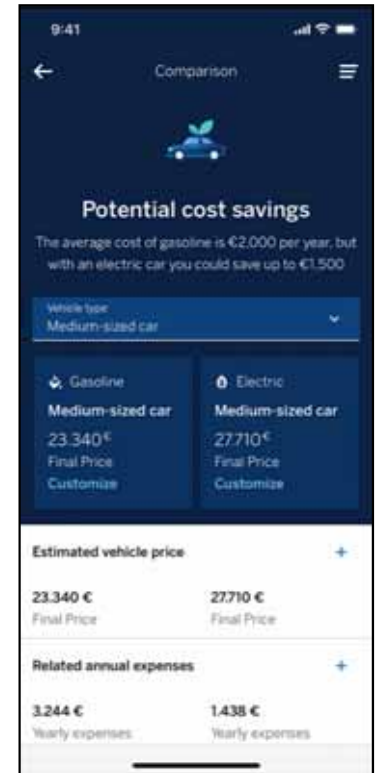 9:41
Comparison
Potential cost savings
The average cost of gasoline is €2,000 per year, but
with an electric car you could save up to €1.500
Vehicle type
Medium-sized car
Gasoline
Medium-sized car
23.340€
Final Price
Customize
Electric
Medium-sized car
27.710€
Final Price
Customize
Estimated vehicle price +
23.340 € 27.710 €
Final Price Final Price
Related annual expenses +
3.244 € 1.438 €
Yearly expenses Yearly expenses